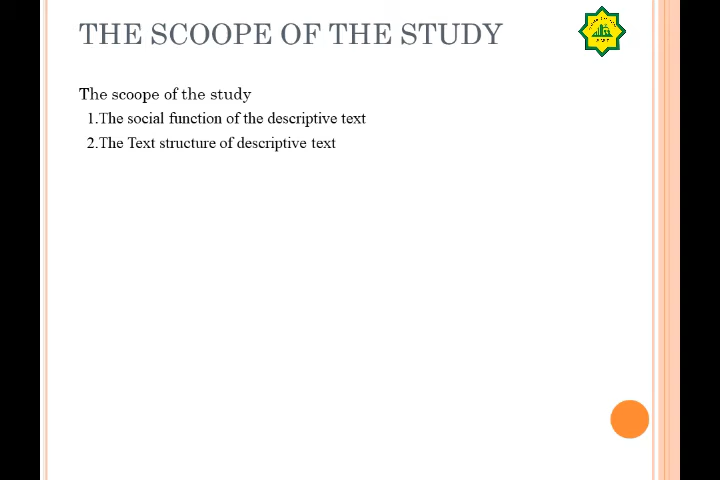 THE SCOOPE OF THE STUDY
The scoope of the study
1.The social function of the descriptive text
2.The Text structure of descriptive text